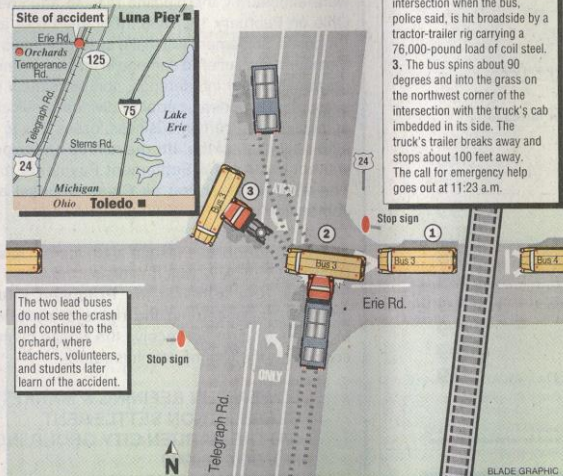 Site of accident
Luna Pier
Erie Rd.
Orchards
125
Temperance
Rd.
Telegraph Rd.
75
Lake
Erie
Sterns Rd.
24
Michigan
Ohio
Toledo
intersection when the bus,
police said, is hit broadside by a
tractor-trailer rig carrying a
76,000-pound load of coil steel.
3. The bus spins about 90
degrees and into the grass on
the northwest corner of the
intersection with the truck's cab
imbedded in its side. The
truck's trailer breaks away and
stops about 100 feet away.
The call for emergency help
goes out at 11:23 a.m.
24
3
Bus 3
Stop sign
2
1
Bus 3
Bus 3
Bus 4
Erie Rd.
The two lead buses
do not see the crash
and continue to the
orchard, where
teachers, volunteers,
and students later
learn of the accident.
Stop sign
ONLY
Telegraph Rd.
N
BLADE GRAPHIC